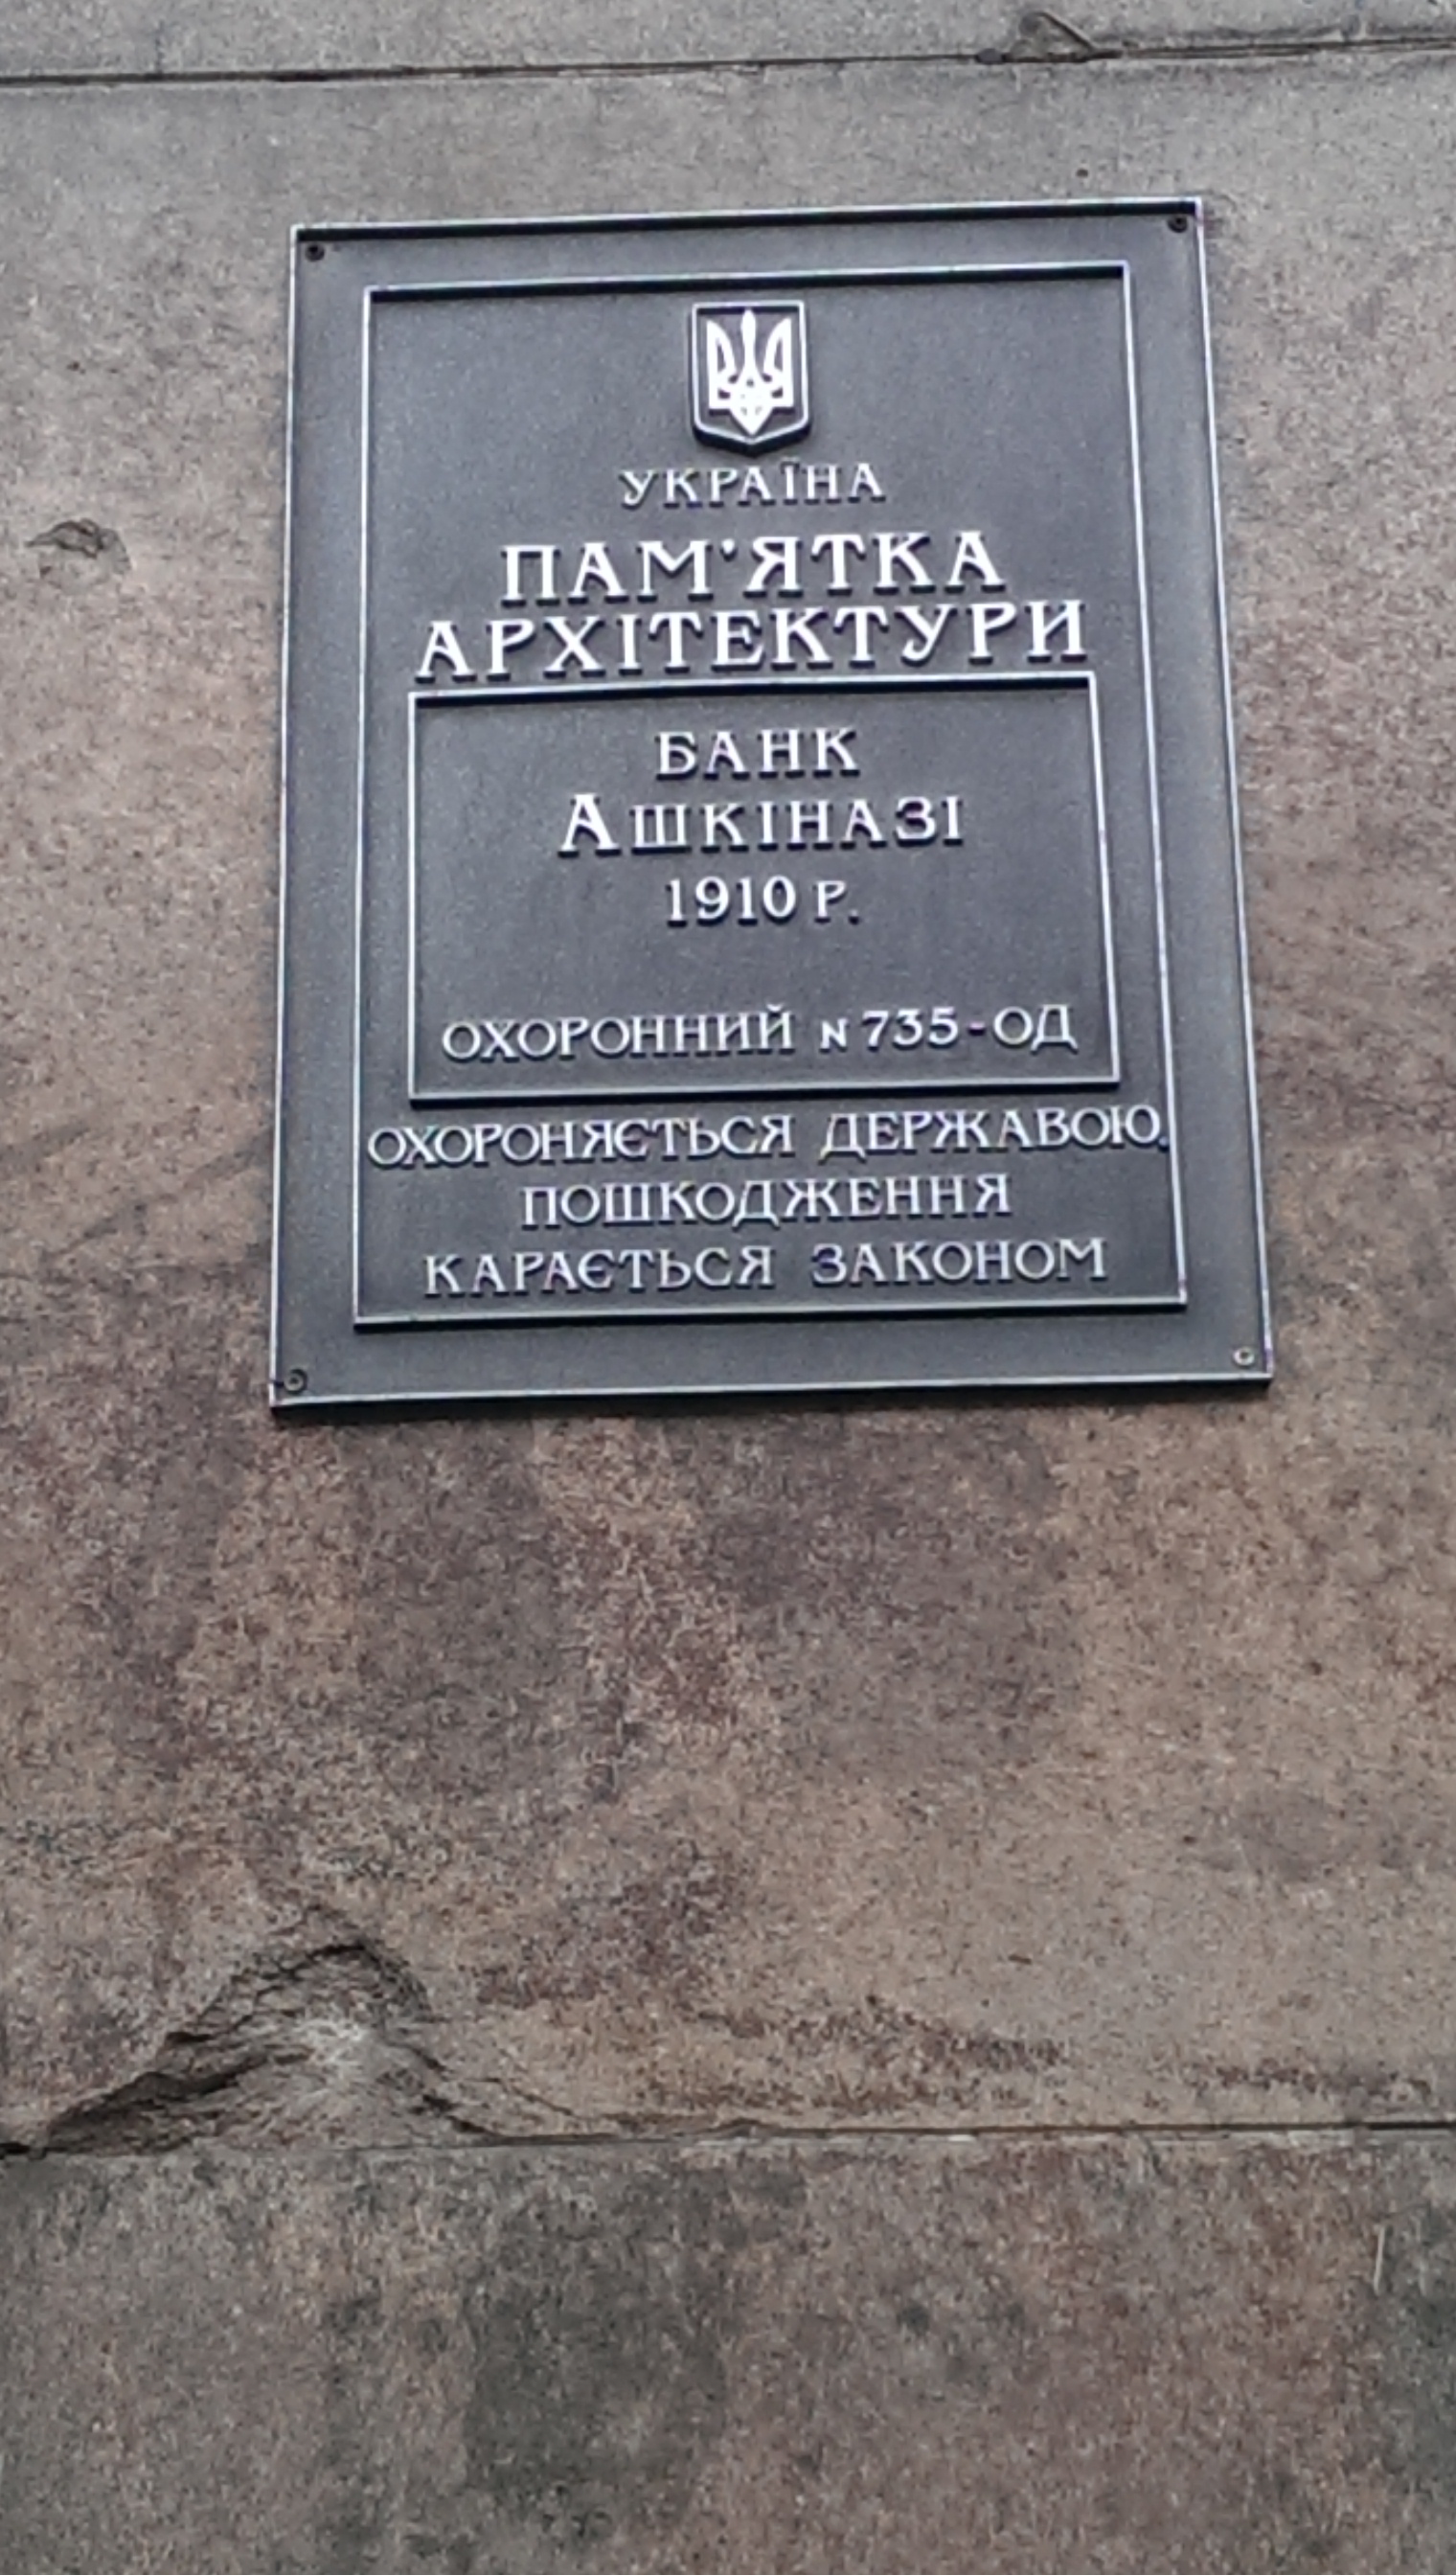 УКРАЇНА
ПАМ'ЯТКА
АРХІТЕКТУРИ
БАНК
АШКІНАЗІ
1910 Р.
ОХОРОННИЙ N 735-ОД
ОХОРОНЯЄТЬСЯ ДЕРЖАВОЮ.
ПОШКОДЖЕННЯ
КАРАЄТЬСЯ ЗАКОНОМ